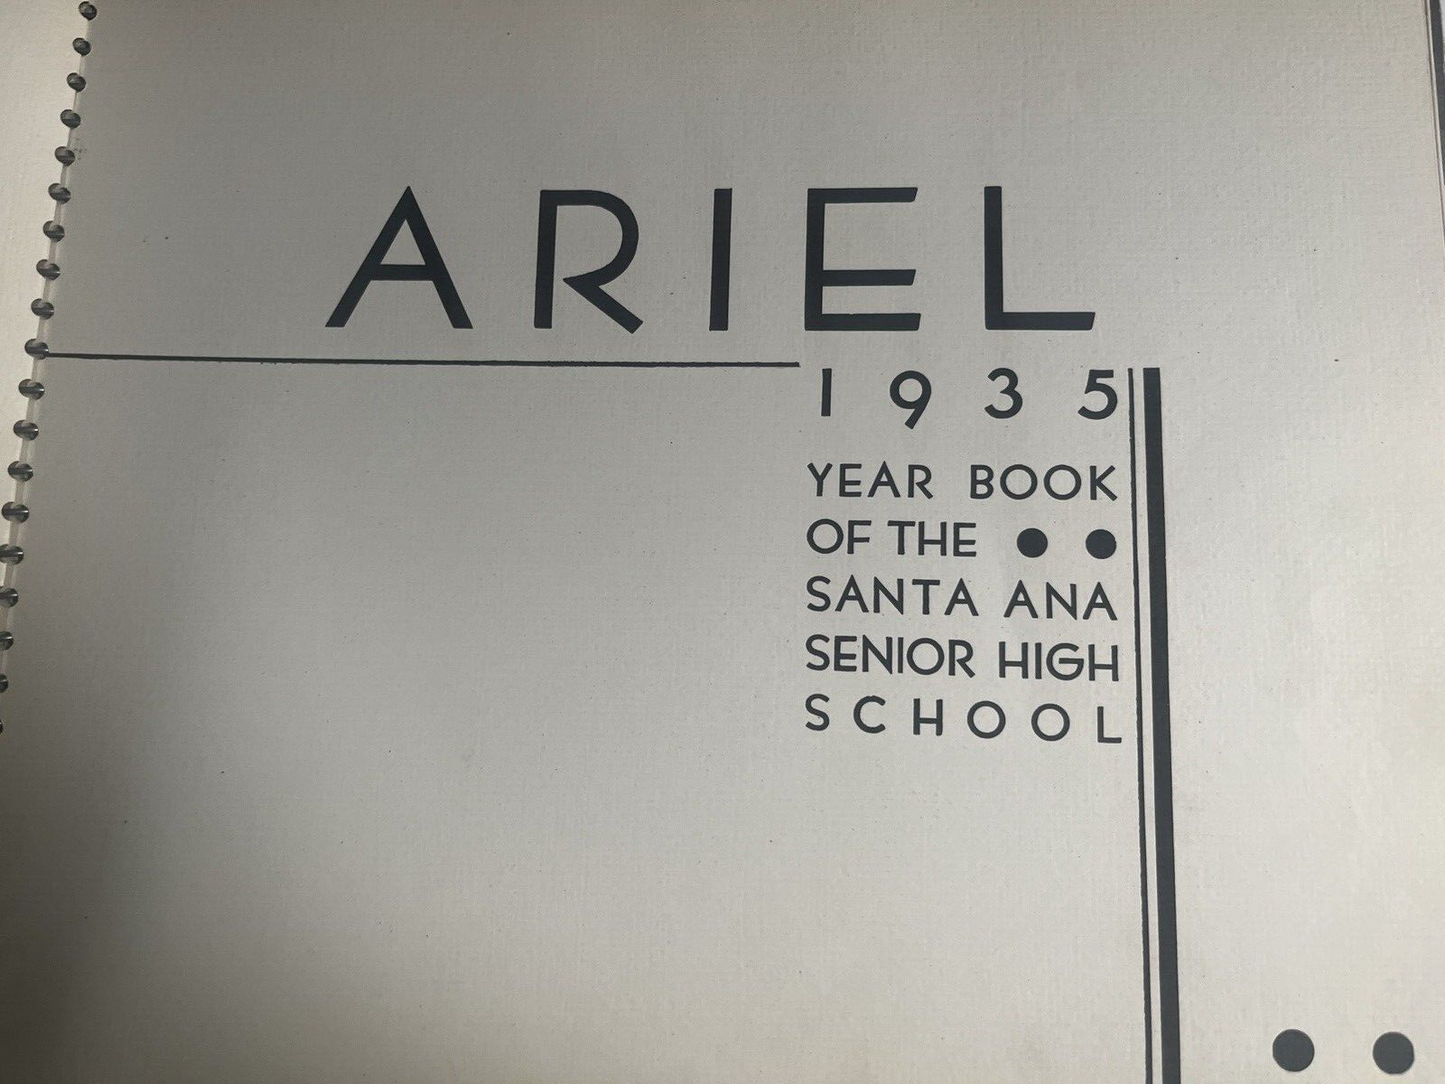 ARIEL
1935
YEAR BOOK
OF THE ● ●
SANTA ANA
SENIOR HIGH
SCHOOL